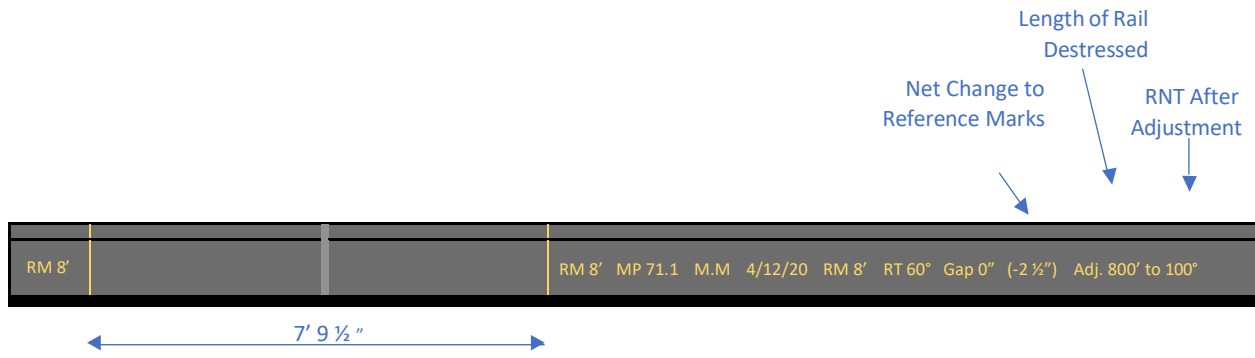 Length of Rail
Destressed
Net Change to
Reference Marks
RNT After
Adjustment
RM 8’
RM 8’ MP 71.1 M.M 4/12/20 RM 8’ RT 60° Gap 0” (-2 ½”) Adj. 800’ to 100°
7’ 9 ½ ”